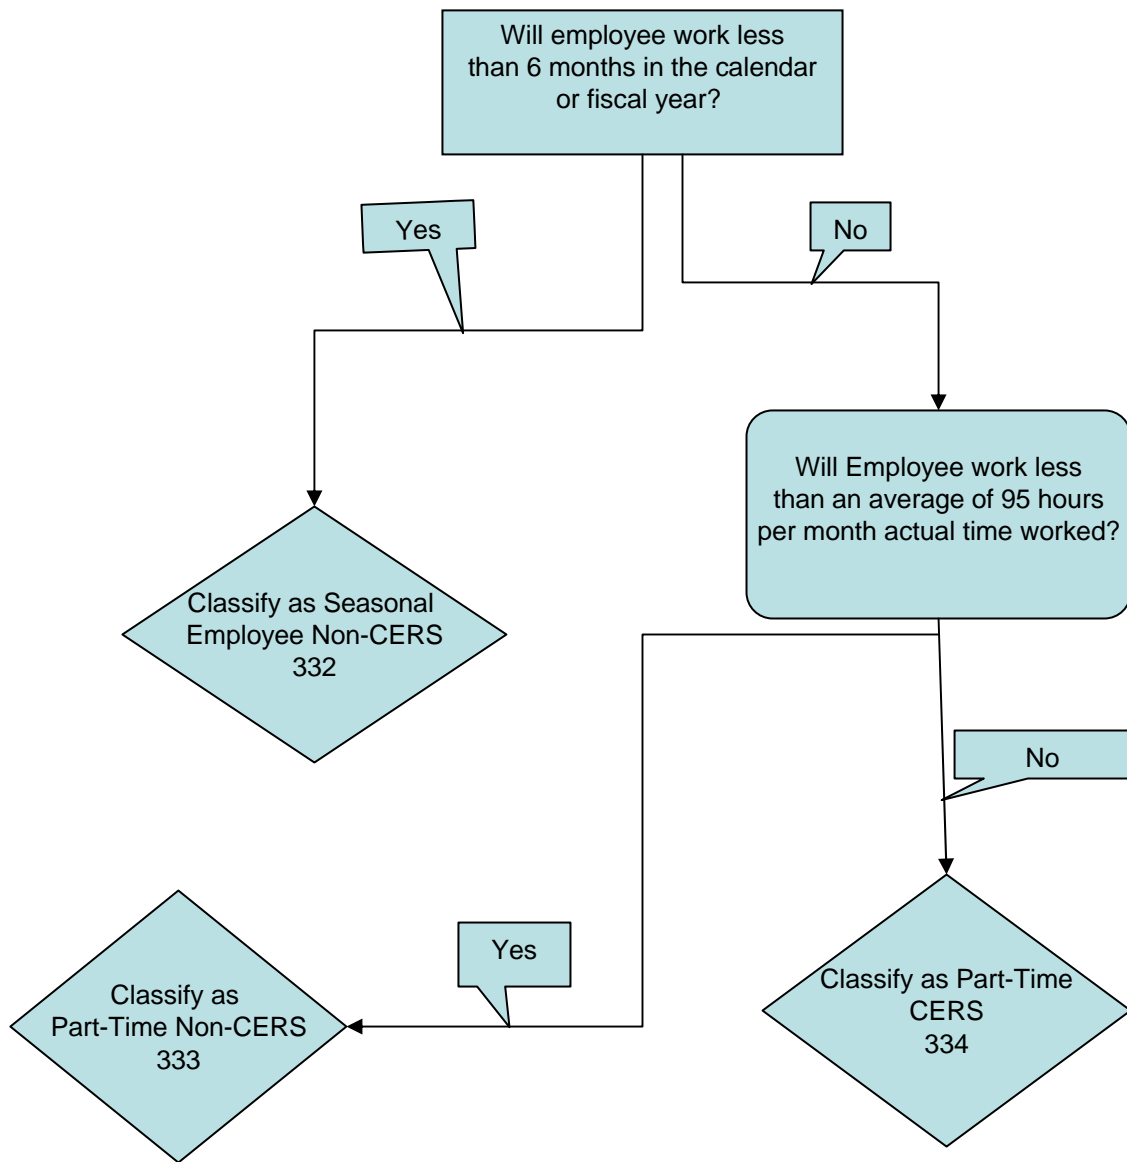 Will employee work less
than 6 months in the calendar
or fiscal year?
Yes
No
Will Employee work less
than an average of 95 hours
per month actual time worked?
Classify as Seasonal
Employee Non-CERS
332
No
Yes
Classify as
Part-Time Non-CERS
333
Classify as Part-Time
CERS
334